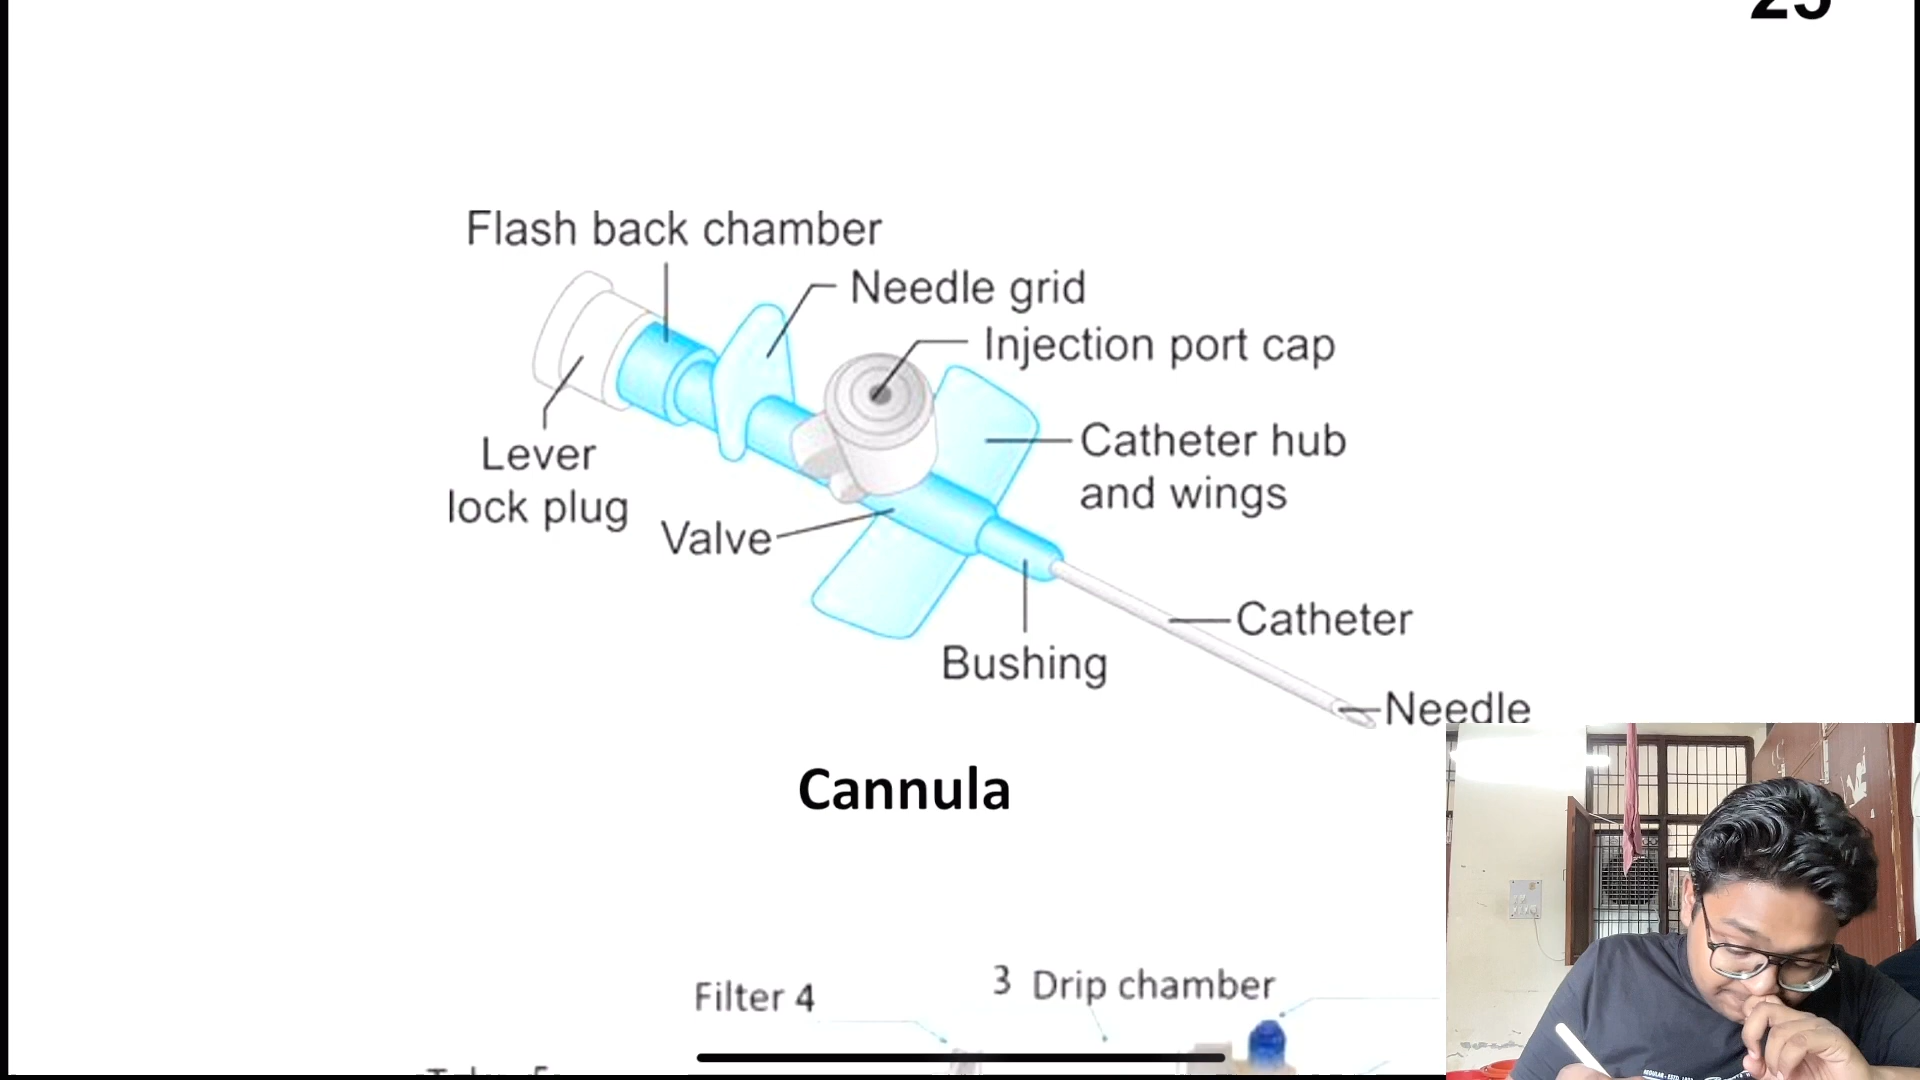 25
Flash back chamber
Needle grid
Injection port cap
Catheter hub
and wings
Lever
lock plug
Valve
Catheter
Bushing
Needle
Cannula
Filter 4
3 Drip chamber